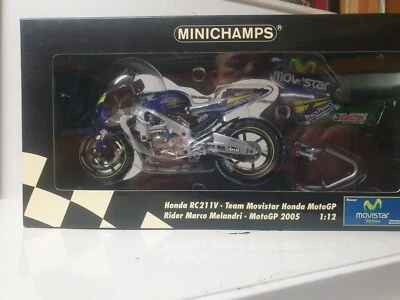 MINICHAMPS
movistar
Honda RC211V - Team Movistar Honda MotoGP
Rider Marco Melandri - MotoGP 2005 1:12
movistar